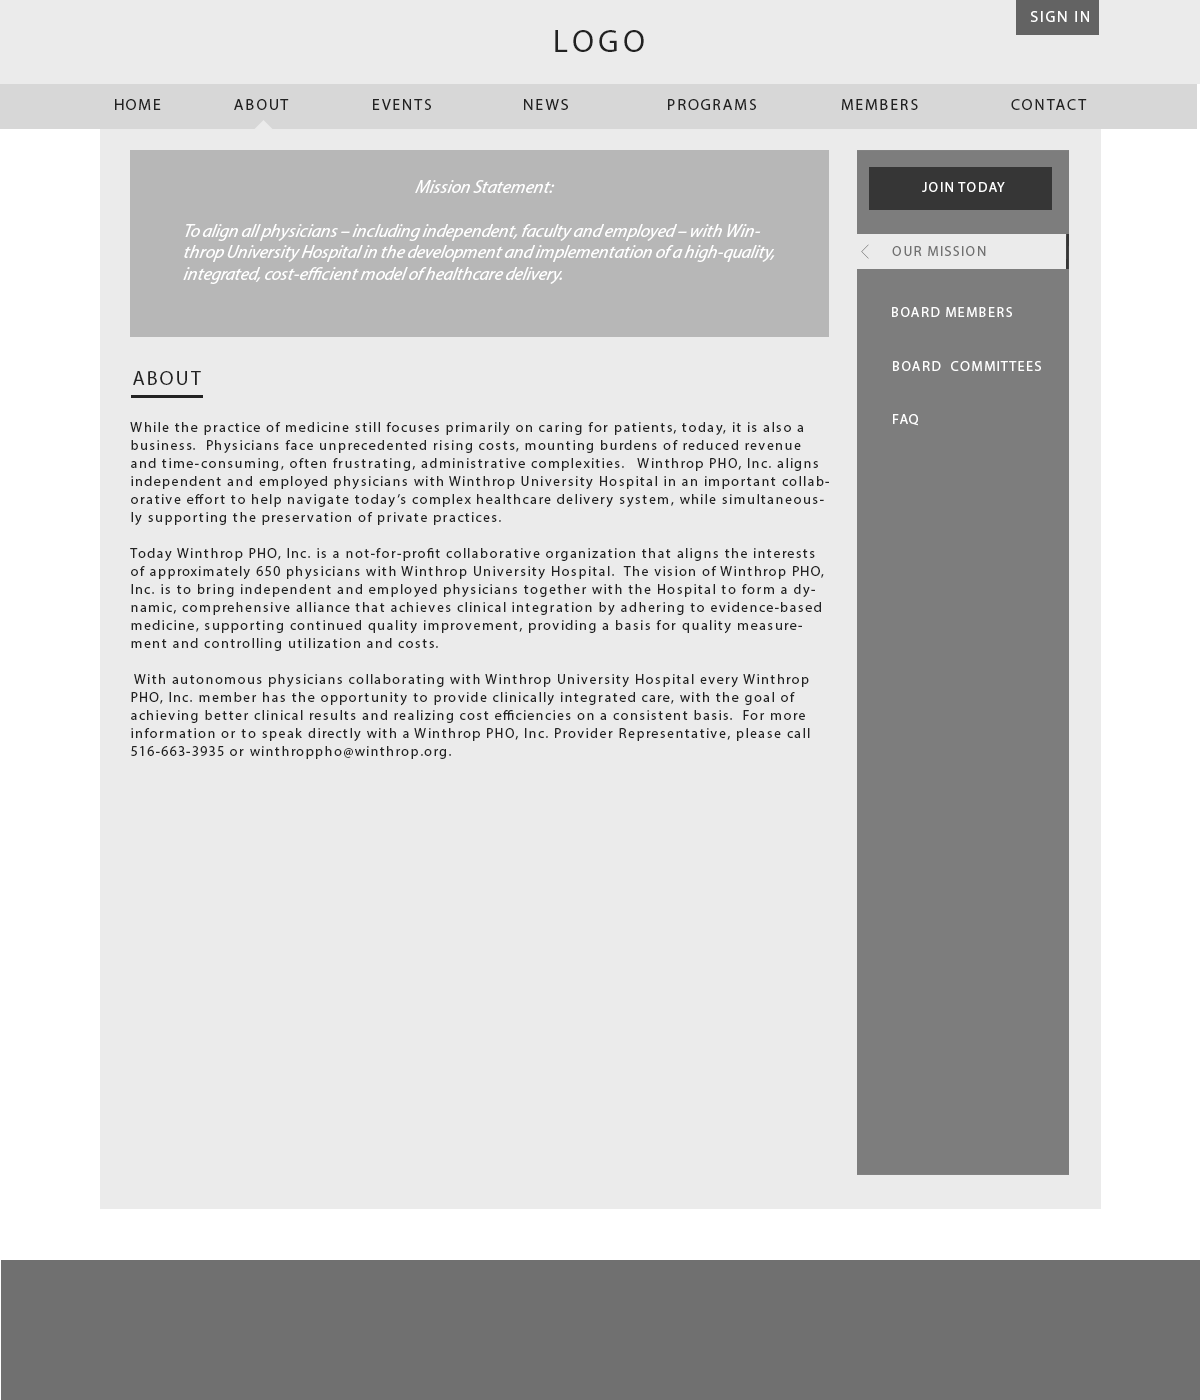 SIGN IN
LOGO
HOME ABOUT EVENTS NEWS PROGRAMS MEMBERS CONTACT
Mission Statement:
To align all physicians – including independent, faculty and employed – with Win-
throp University Hospital in the development and implementation of a high-quality,
integrated, cost-efficient model of healthcare delivery.
JOIN TODAY
OUR MISSION
BOARD MEMBERS
BOARD  COMMITTEES
FAQ
ABOUT
While the practice of medicine still focuses primarily on caring for patients, today, it is also a
business.  Physicians face unprecedented rising costs, mounting burdens of reduced revenue
and time-consuming, often frustrating, administrative complexities.   Winthrop PHO, Inc. aligns
independent and employed physicians with Winthrop University Hospital in an important collab-
orative effort to help navigate today’s complex healthcare delivery system, while simultaneous-
ly supporting the preservation of private practices.
Today Winthrop PHO, Inc. is a not-for-profit collaborative organization that aligns the interests
of approximately 650 physicians with Winthrop University Hospital.  The vision of Winthrop PHO,
Inc. is to bring independent and employed physicians together with the Hospital to form a dy-
namic, comprehensive alliance that achieves clinical integration by adhering to evidence-based
medicine, supporting continued quality improvement, providing a basis for quality measure-
ment and controlling utilization and costs.
With autonomous physicians collaborating with Winthrop University Hospital every Winthrop
PHO, Inc. member has the opportunity to provide clinically integrated care, with the goal of
achieving better clinical results and realizing cost efficiencies on a consistent basis.  For more
information or to speak directly with a Winthrop PHO, Inc. Provider Representative, please call
516-663-3935 or winthroppho@winthrop.org.